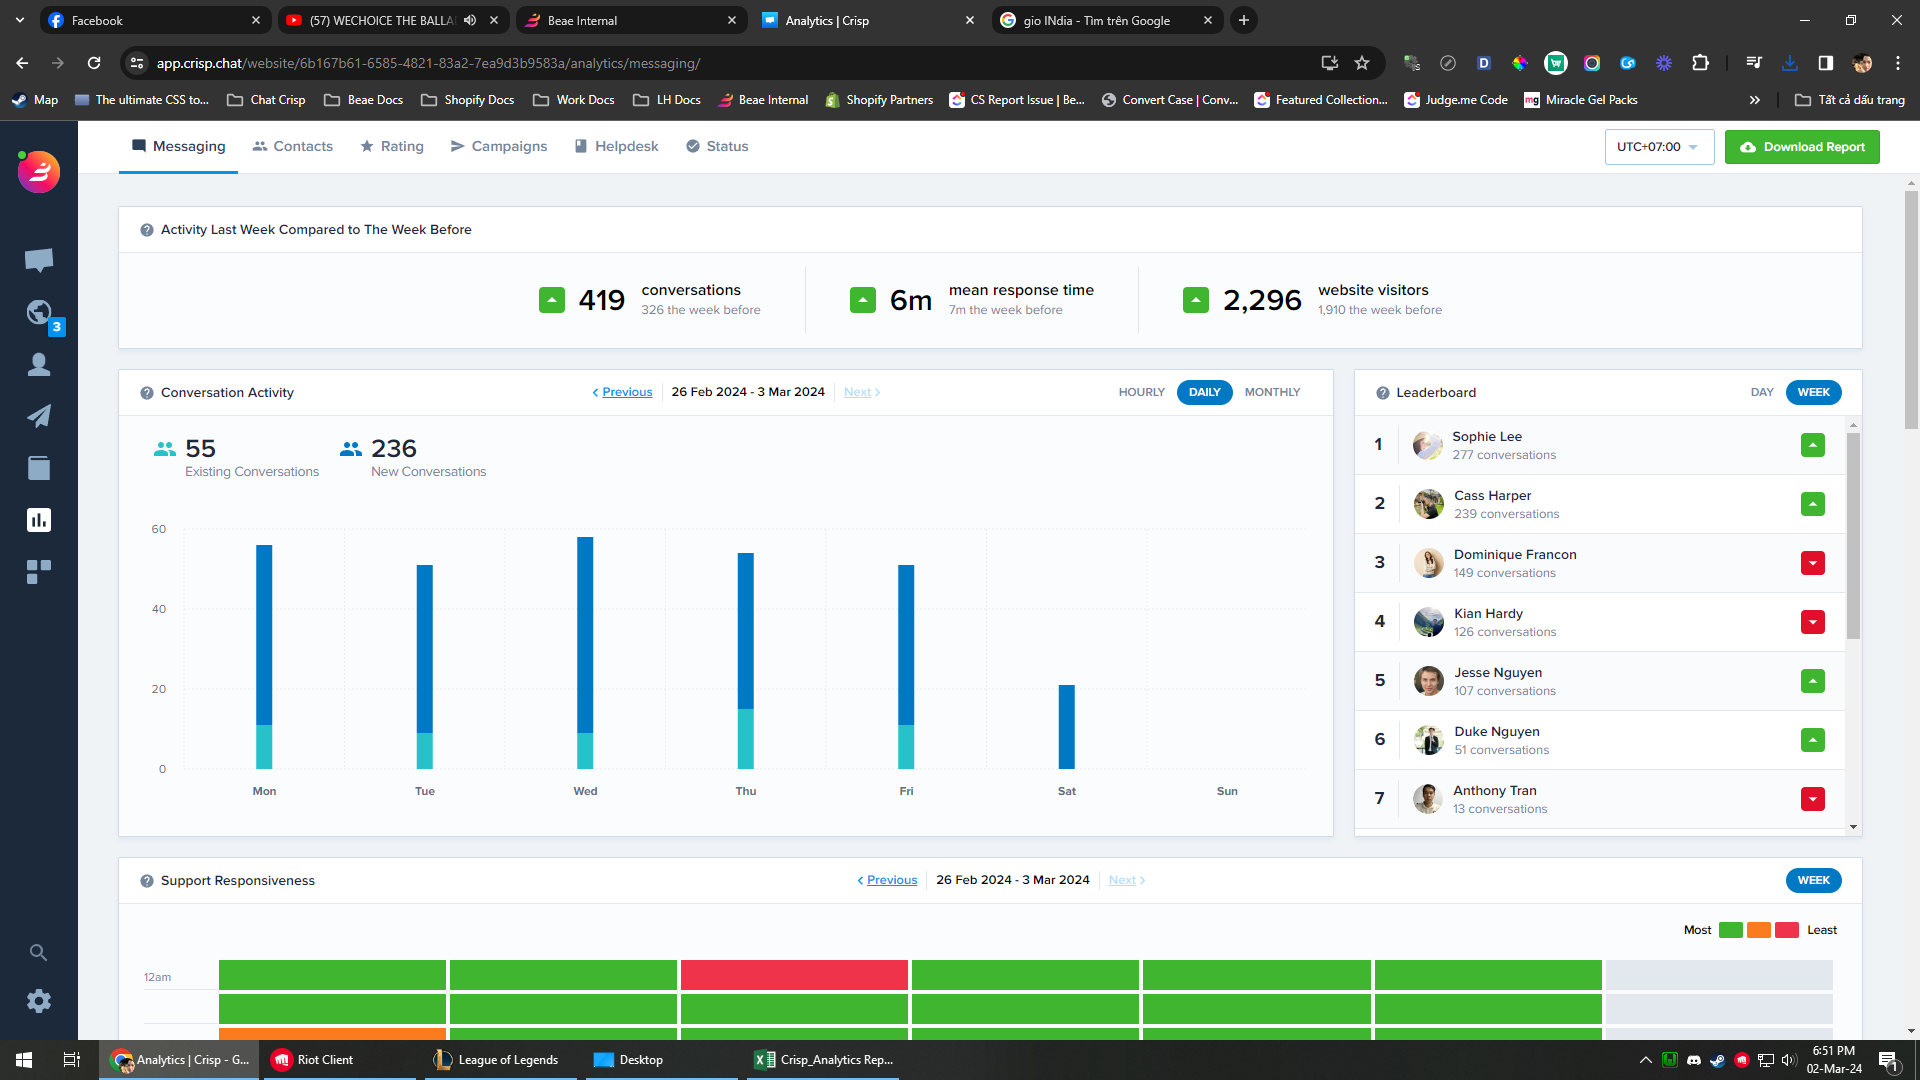 Facebook
(57) WECHOICE THE BALLA
Beae Internal
Analytics | Crisp
gio INdia - Tìm trên Google
app.crisp.chat/website/6b167b61-6585-4821-83a2-7ea9d3b9583a/analytics/messaging/
Map
The ultimate CSS to...
Chat Crisp
Beae Docs
Shopify Docs
Work Docs
LH Docs
Beae Internal
Shopify Partners
CS Report Issue | Be...
Convert Case | Conv...
Featured Collection...
Judge.me Code
mg Miracle Gel Packs
Tất cả dấu trang
Messaging
Contacts
Rating
Campaigns
Helpdesk
Status
UTC+07:00
Download Report
3
Activity Last Week Compared to The Week Before
419 conversations
326 the week before
6m mean response time
7m the week before
2,296 website visitors
1,910 the week before
Conversation Activity
Previous
26 Feb 2024 - 3 Mar 2024
Next
HOURLY
DAILY
MONTHLY
55
Existing Conversations
236
New Conversations
60
40
20
0
Mon
Tue
Wed
Thu
Fri
Sat
Sun
Leaderboard
DAY
WEEK
1 Sophie Lee
277 conversations
2 Cass Harper
239 conversations
3 Dominique Francon
149 conversations
4 Kian Hardy
126 conversations
5 Jesse Nguyen
107 conversations
6 Duke Nguyen
51 conversations
7 Anthony Tran
13 conversations
Support Responsiveness
Previous
26 Feb 2024 - 3 Mar 2024
Next
WEEK
Most
Least
12am
Analytics | Crisp - G...
Riot Client
League of Legends
Desktop
Crisp_Analytics Rep...
6:51 PM
02-Mar-24
1